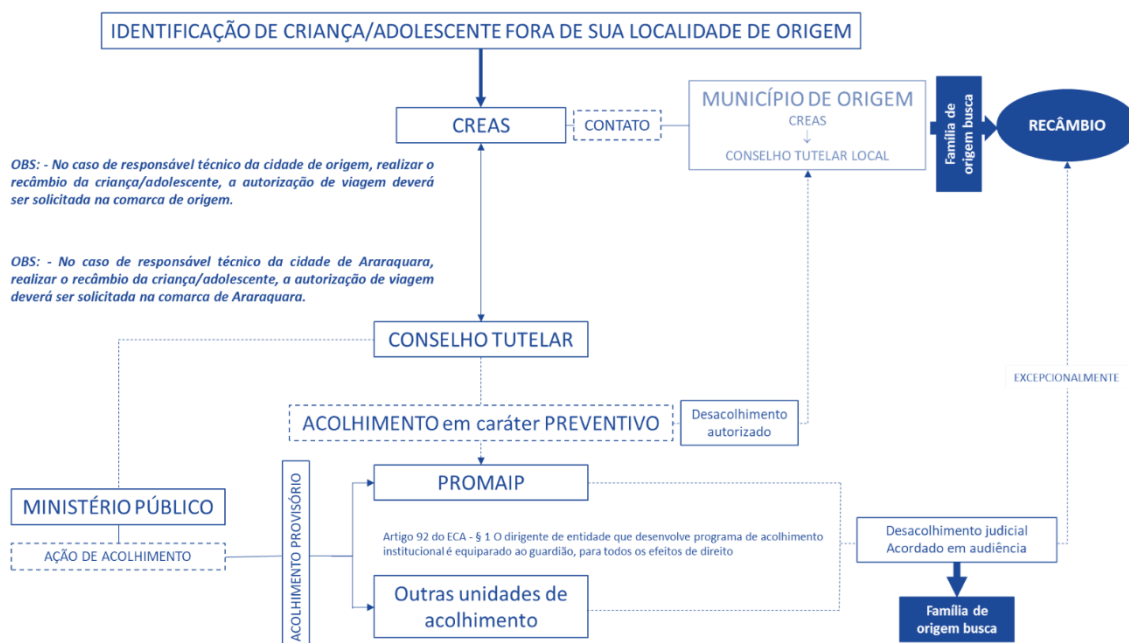 IDENTIFICAÇÃO DE CRIANÇA/ADOLESCENTE FORA DE SUA LOCALIDADE DE ORIGEM
CREAS
CONTATO
MUNICÍPIO DE ORIGEM
CREAS
CONSELHO TUTELAR LOCAL
Família de
origem busca
RECÂMBIO
OBS: - No caso de responsável técnico da cidade de origem, realizar o
recâmbio da criança/adolescente, a autorização de viagem deverá
ser solicitada na comarca de origem.
OBS: - No caso de responsável técnico da cidade de Araraquara,
realizar o recâmbio da criança/adolescente, a autorização de viagem
deverá ser solicitada na comarca de Araraquara.
CONSELHO TUTELAR
EXCEPCIONALMENTE
ACOLHIMENTO em caráter PREVENTIVO
Desacolhimento
autorizado
MINISTÉRIO PÚBLICO
AÇÃO DE ACOLHIMENTO
ACOLHIMENTO PROVISÓRIO
PROMAIP
Artigo 92 do ECA - § 1 O dirigente de entidade que desenvolve programa de acolhimento
institucional é equiparado ao guardião, para todos os efeitos de direito
Outras unidades de
acolhimento
Desacolhimento judicial
Acordado em audiência
Família de
origem busca